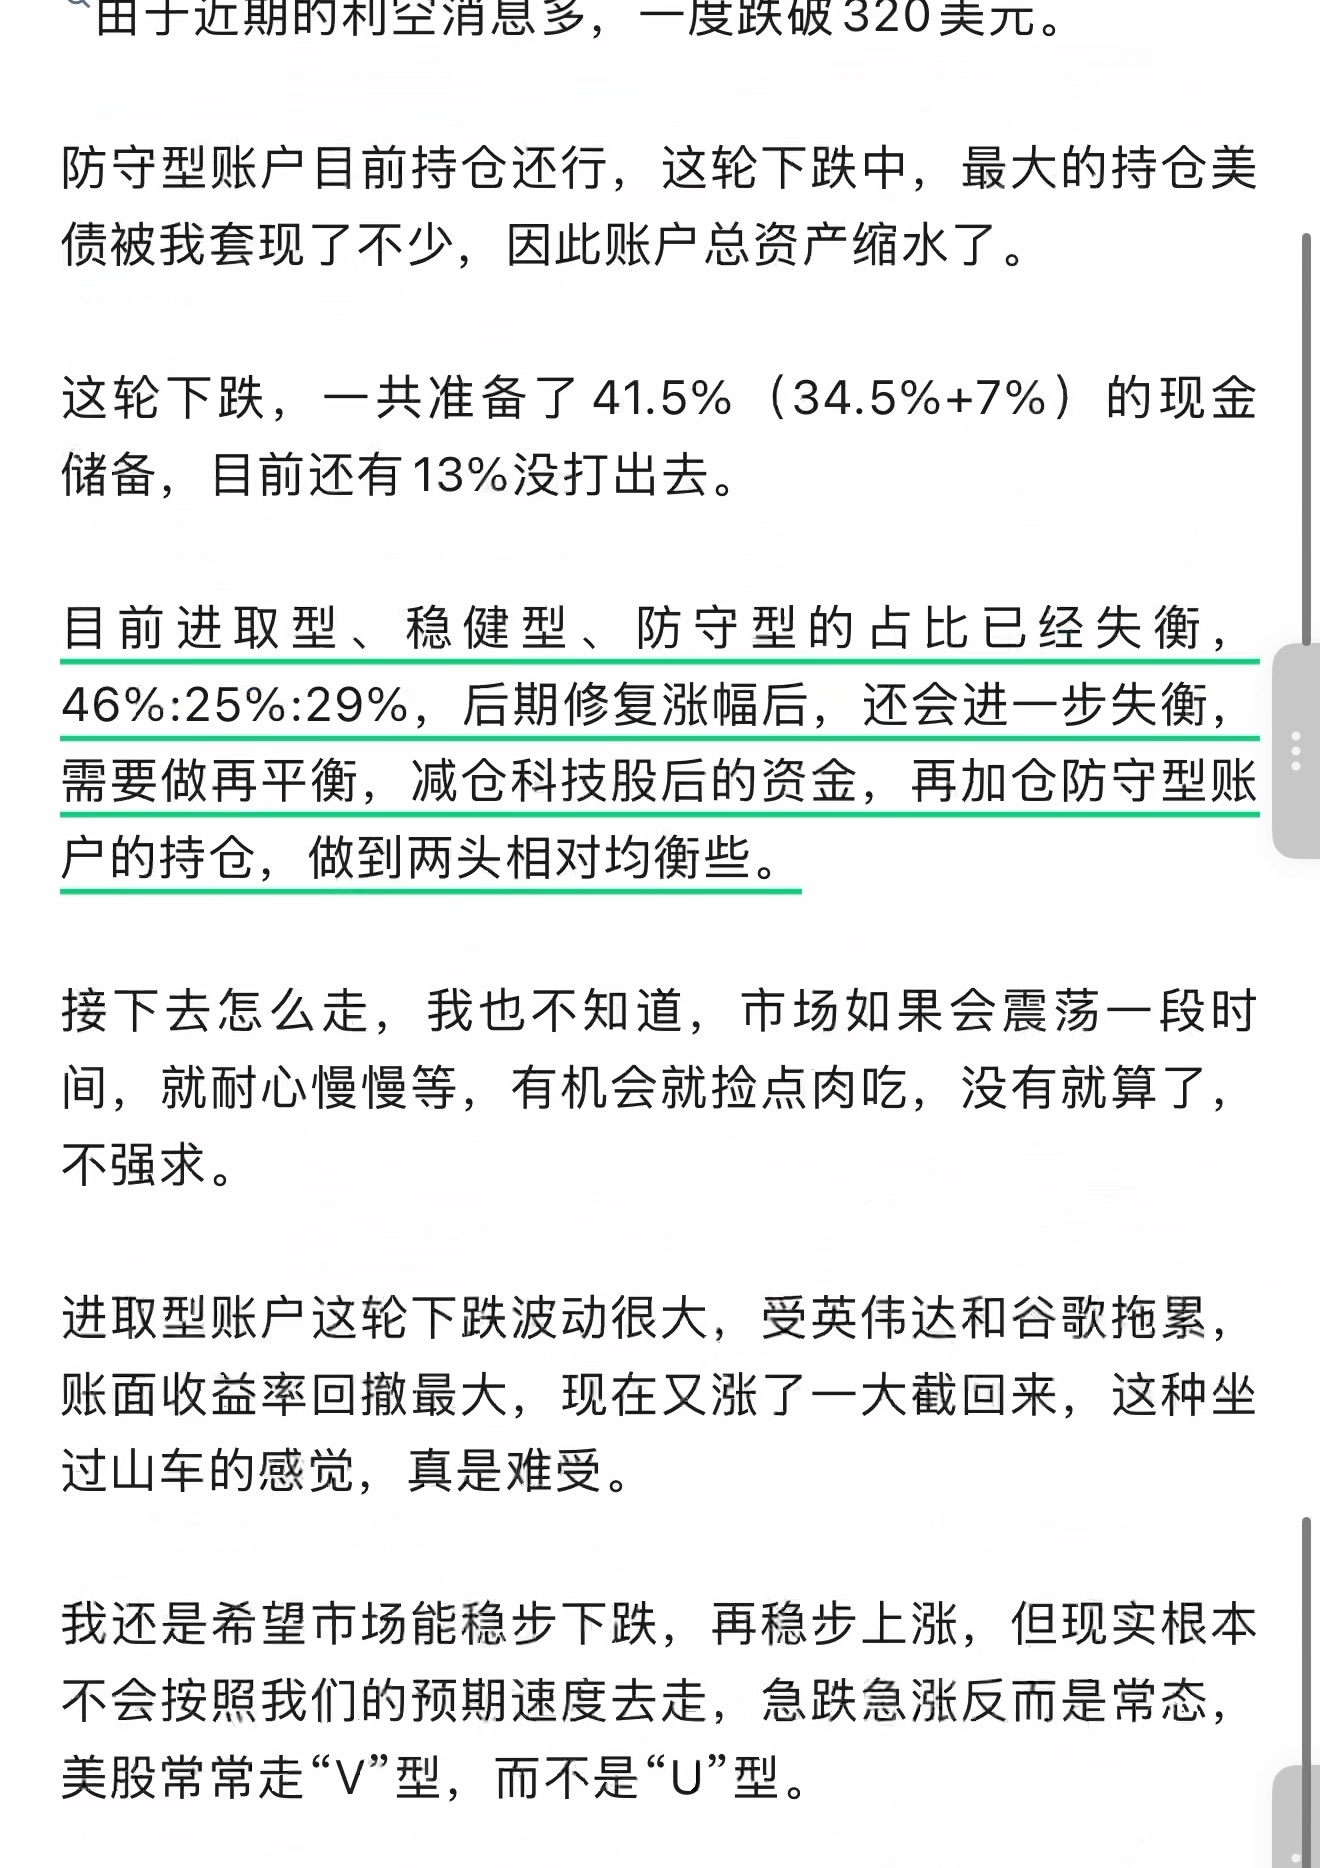 由于近期的利空消息多，一度跌破320美元。
防守型账户目前持仓还行，这轮下跌中，最大的持仓美
债被我套现了不少，因此账户总资产缩水了。
这轮下跌，一共准备了41.5%（34.5%+7%）的现金
储备，目前还有13%没打出去。
目前进取型、稳健型、防守型的占比已经失衡，
46%:25%:29%，后期修复涨幅后，还会进一步失衡，
需要做再平衡，减仓科技股后的资金，再加仓防守型账
户的持仓，做到两头相对均衡些。
接下去怎么走，我也不知道，市场如果会震荡一段时
间，就耐心慢慢等，有机会就捡点肉吃，没有就算了，
不强求。
进取型账户这轮下跌波动很大，受英伟达和谷歌拖累，
账面收益率回撤最大，现在又涨了一大截回来，这种坐
过山车的感觉，真是难受。
我还是希望市场能稳步下跌，再稳步上涨，但现实根本
不会按照我们的预期速度去走，急跌急涨反而是常态，
美股常常走“V”型，而不是“U”型。